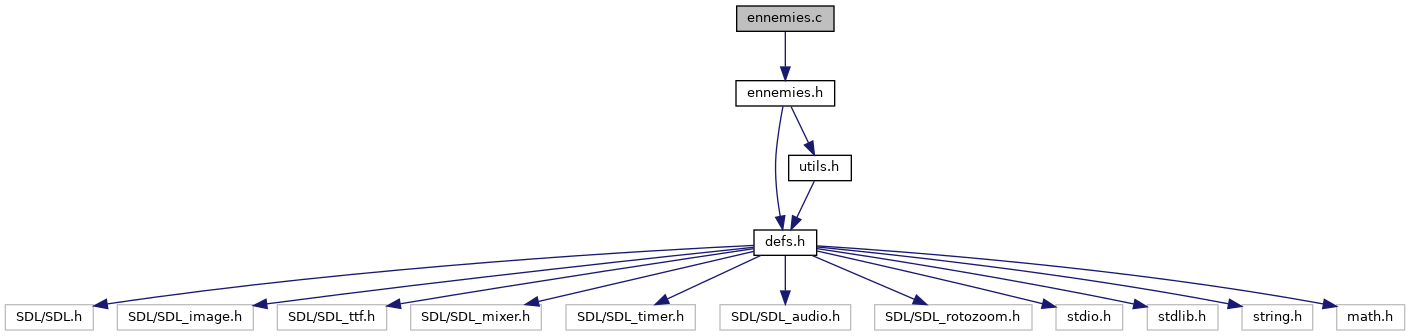 ennemies.c
ennemies.h
utils.h
defs.h
SDL/SDL.h
SDL/SDL_image.h
SDL/SDL_ttf.h
SDL/SDL_mixer.h
SDL/SDL_timer.h
SDL/SDL_audio.h
SDL/SDL_rotozoom.h
stdio.h
stdlib.h
string.h
math.h